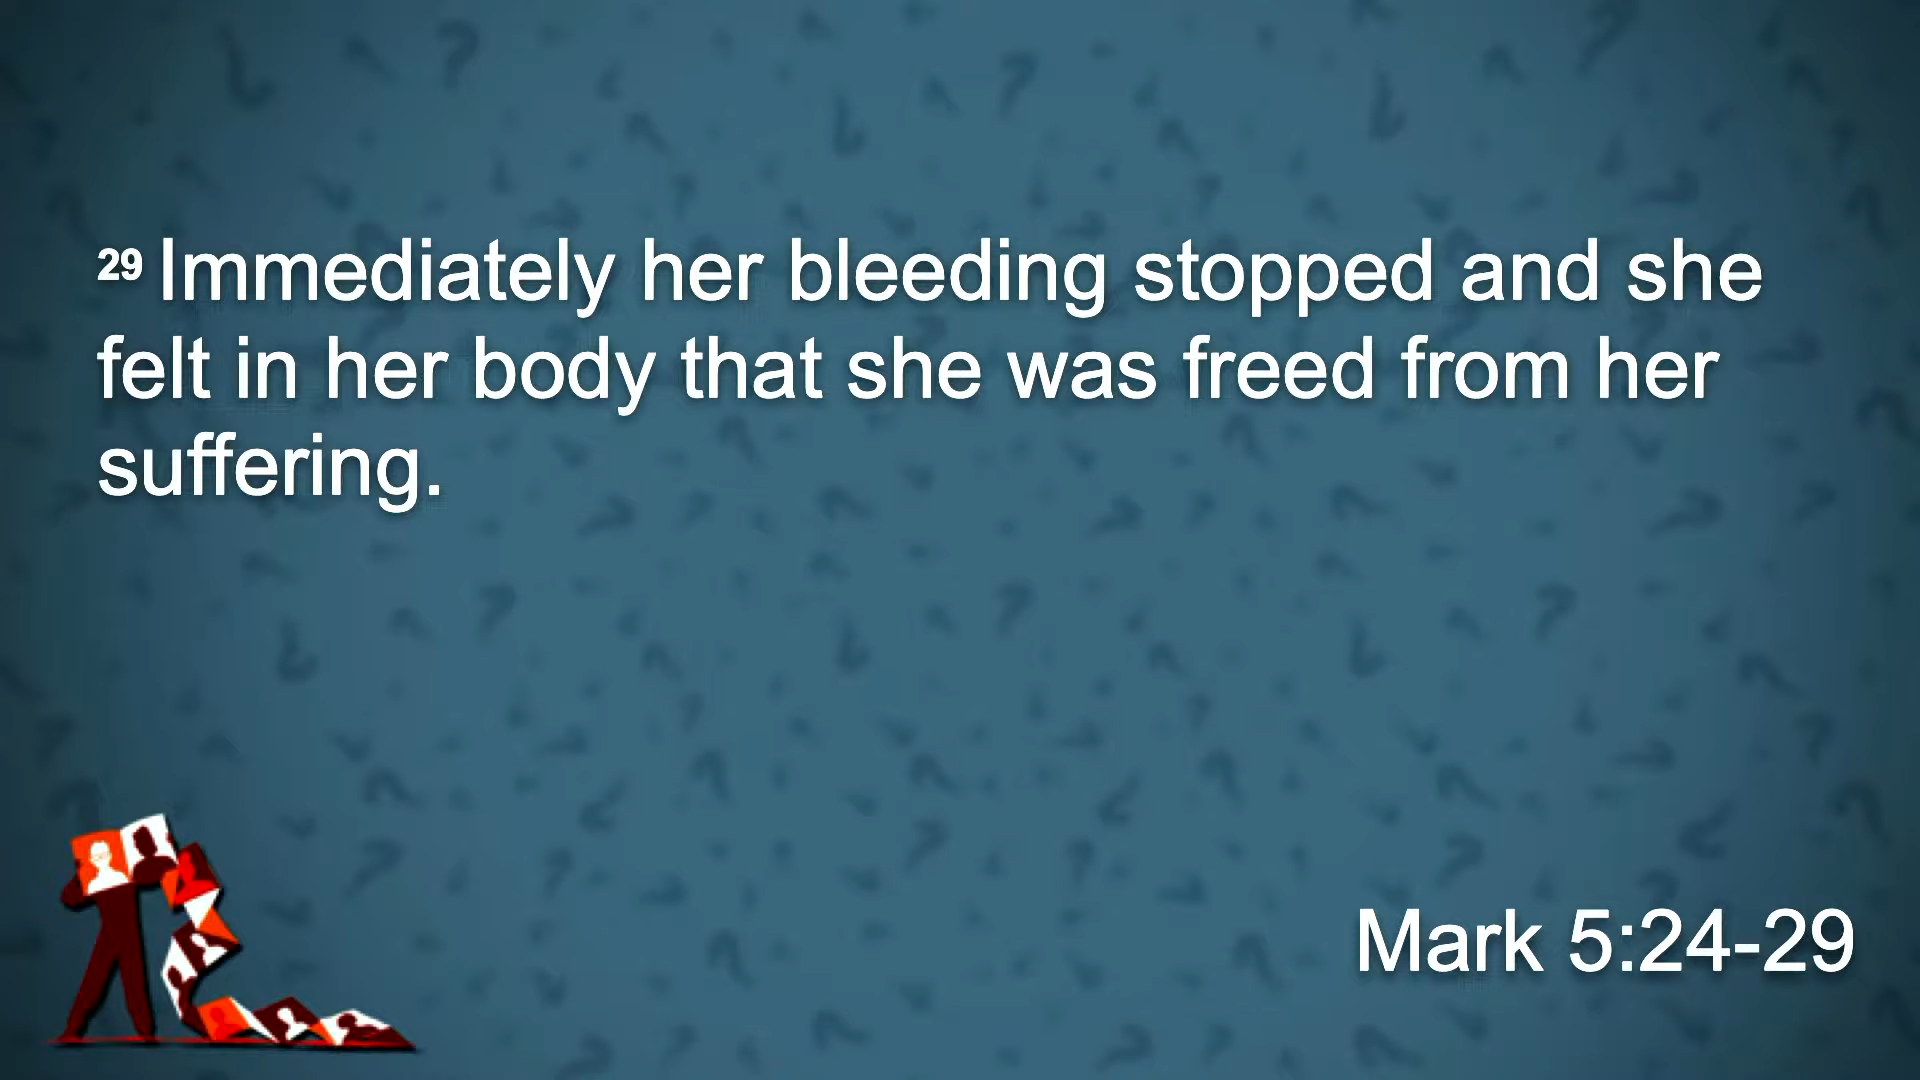 29 Immediately her bleeding stopped and she
felt in her body that she was freed from her
suffering.
Mark 5:24-29